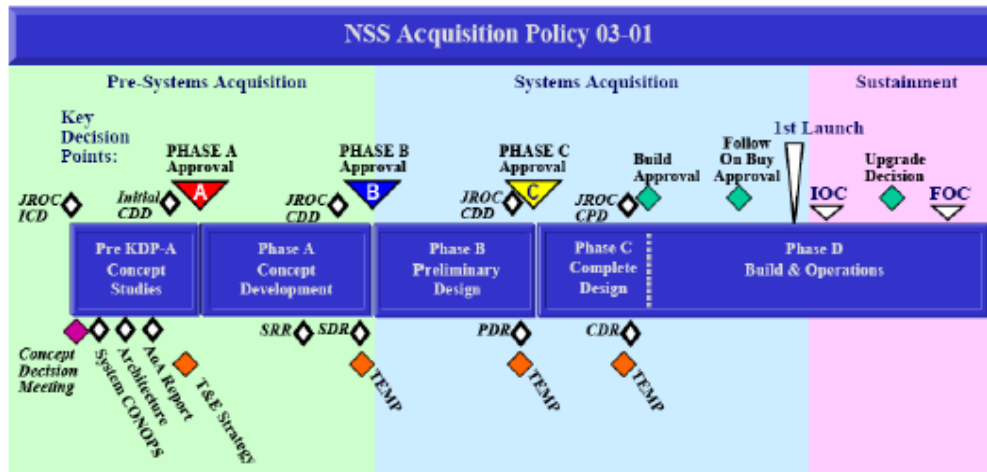 NSS Acquisition Policy 03-01
Pre-Systems Acquisition
Systems Acquisition
Sustainment
Key
Decision
Points:
PHASE A
Approval
PHASE B
Approval
PHASE C
Approval
Build
Approval
Follow
On Buy
Approval
1st Launch
Upgrade
Decision
JROC
ICD
Initial
CDD
A
JROC
CDD
B
JROC
CDD
C
JROC
CPD
IOC
FOC
Pre KDP-A
Concept
Studies
Phase A
Concept
Development
Phase B
Preliminary
Design
Phase C
Complete
Design
Phase D
Build & Operations
Concept
Decision
Meeting
System CONOPS
Architecture
AoA Report
T&E Strategy
SRR
SDR
TEMP
PDR
TEMP
CDR
TEMP